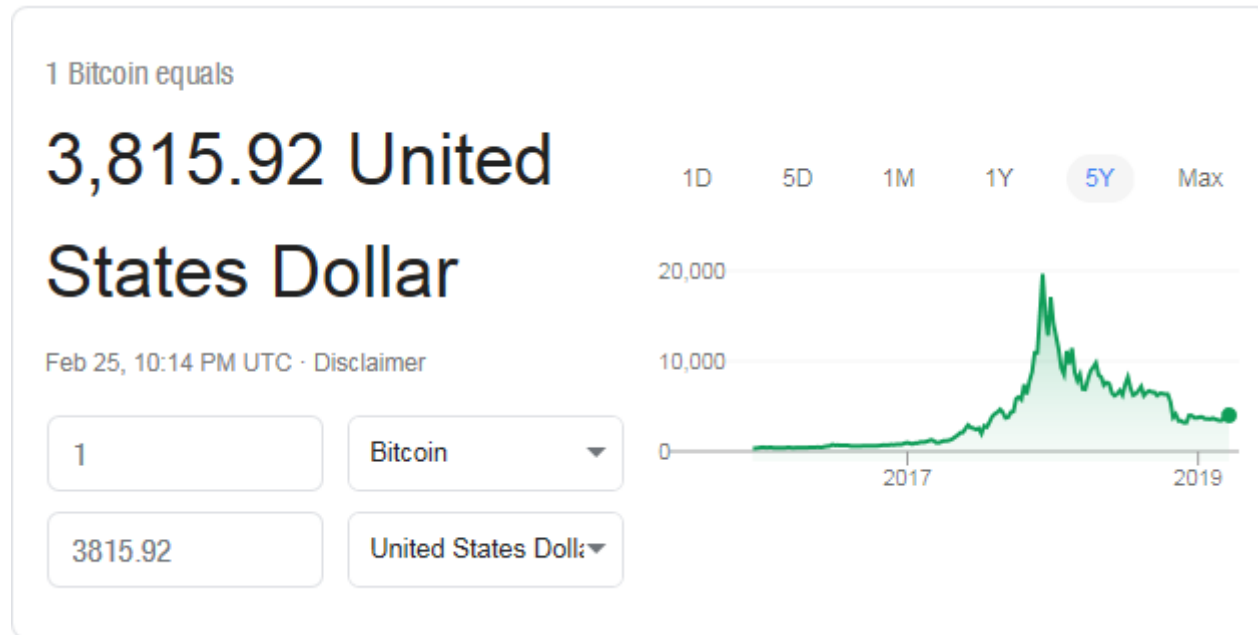 1 Bitcoin equals
3,815.92 United
States Dollar
Feb 25, 10:14 PM UTC · Disclaimer
1
Bitcoin
3815.92
United States Dolla
1D 5D 1M 1Y 5Y Max
20,000
10,000
0
2017 2019